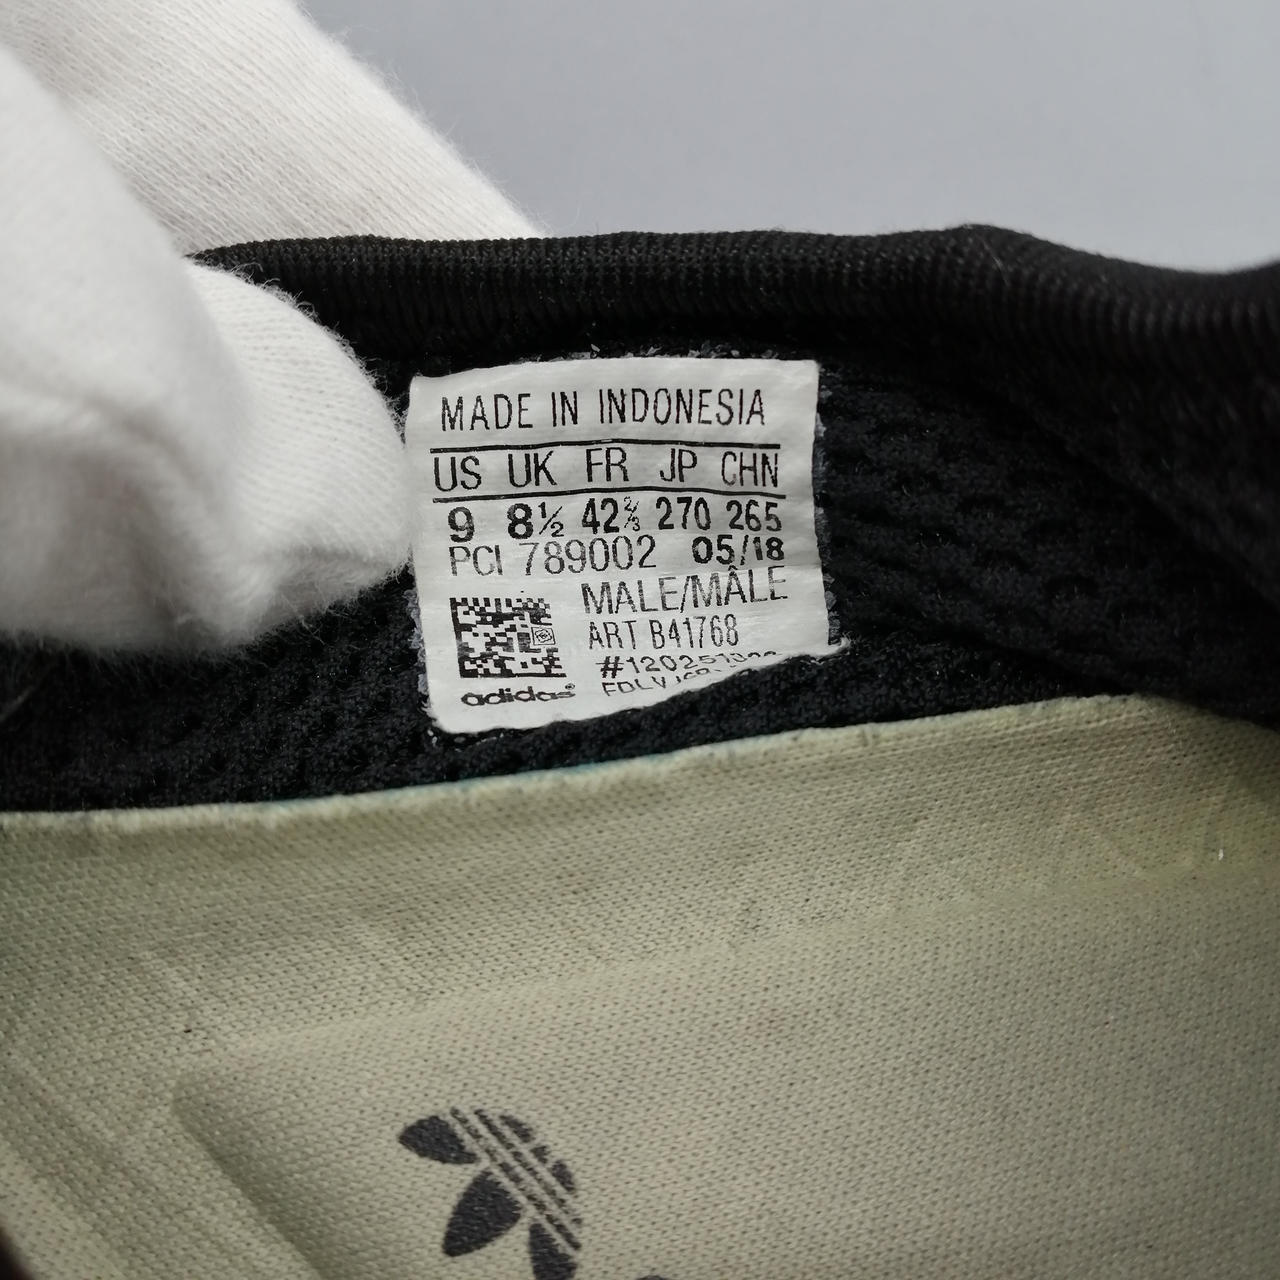 MADE IN INDONESIA
US UK FR JP CHN
9 8½ 42⅔ 270 265
PCI 789002 05/18
MALE/MÂLE
ART B41768
adidas